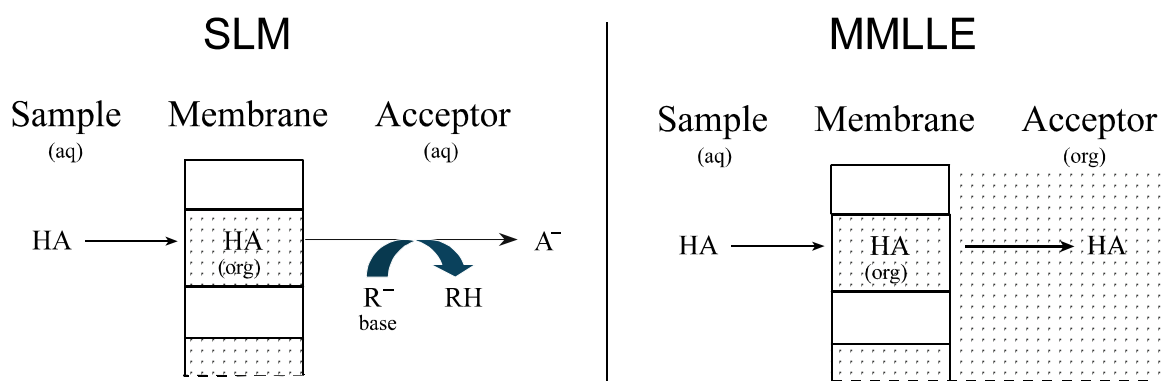 SLM
Sample Membrane Acceptor
(aq) (aq)
HA HA A⁻
(org)
R⁻ RH
base
MMLLE
Sample Membrane Acceptor
(aq) (org)
HA HA HA
(org)